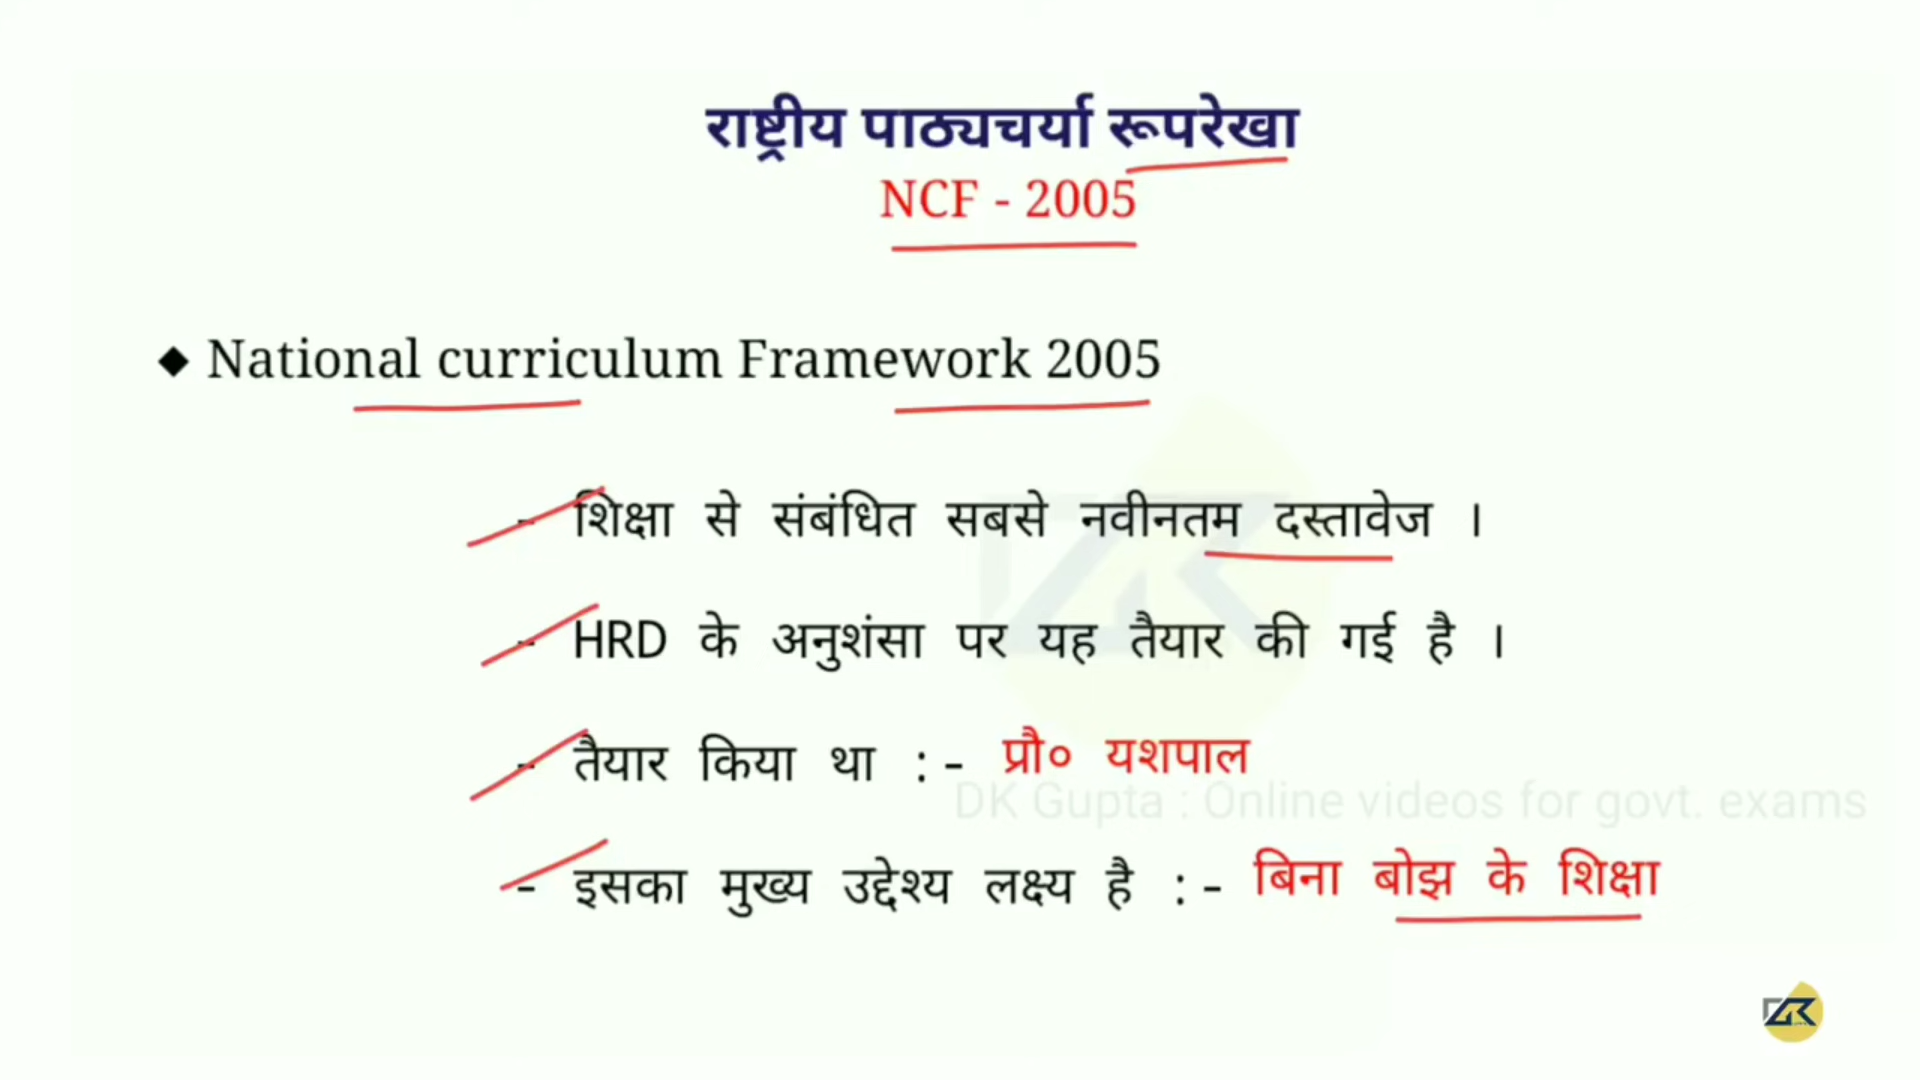 राष्ट्रीय पाठ्यचर्या रूपरेखा
NCF - 2005
◆ National curriculum Framework 2005
- शिक्षा से संबंधित सबसे नवीनतम दस्तावेज ।
- HRD के अनुशंसा पर यह तैयार की गई है ।
- तैयार किया था :- प्रौ० यशपाल
DK Gupta : Online videos for govt. exams
- इसका मुख्य उद्देश्य लक्ष्य है :- बिना बोझ के शिक्षा